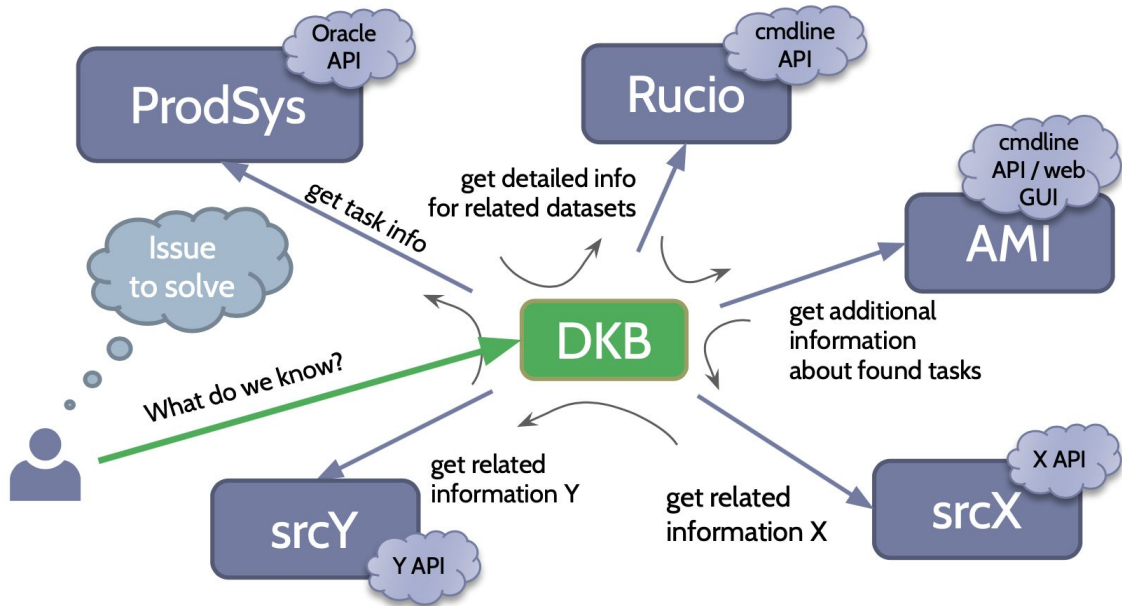 Oracle
API
ProdSys
cmdline
API
Rucio
cmdline
API / web
GUI
AMI
get task info
get detailed info
for related datasets
Issue
to solve
DKB
get additional
information
about found tasks
What do we know?
get related
information Y
get related
information X
X API
srcX
srcY
Y API